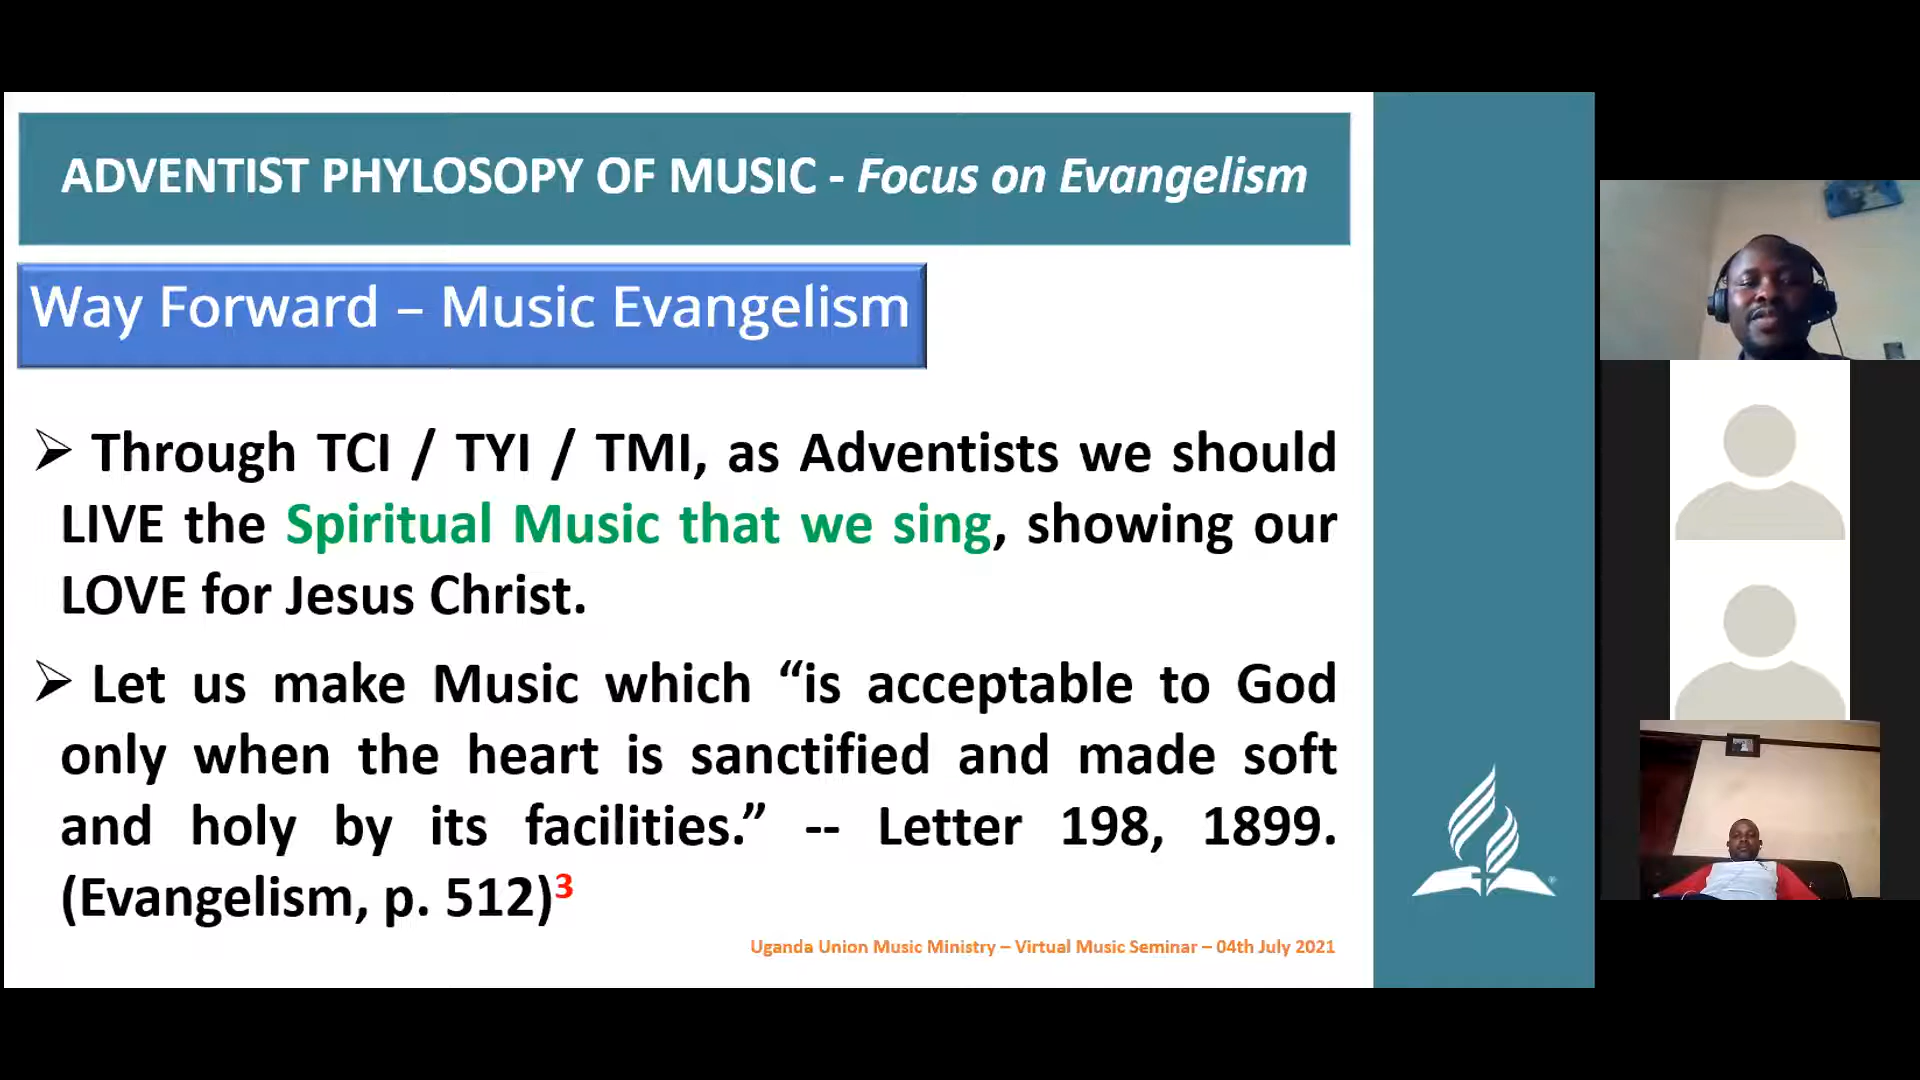 ADVENTIST PHYLOSOPY OF MUSIC - Focus on Evangelism
Way Forward – Music Evangelism
➢ Through TCI / TYI / TMI, as Adventists we should
LIVE the Spiritual Music that we sing, showing our
LOVE for Jesus Christ.
➢ Let us make Music which “is acceptable to God
only when the heart is sanctified and made soft
and holy by its facilities.” -- Letter 198, 1899.
(Evangelism, p. 512)3
Uganda Union Music Ministry – Virtual Music Seminar – 04th July 2021